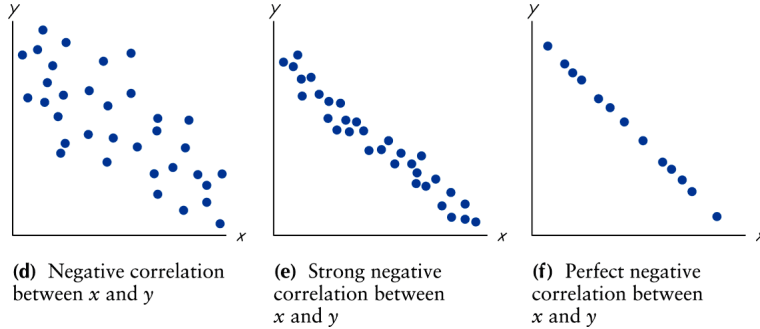 y
y
y
x
x
x
(d) Negative correlation
between x and y
(e) Strong negative
correlation between
x and y
(f) Perfect negative
correlation between
x and y